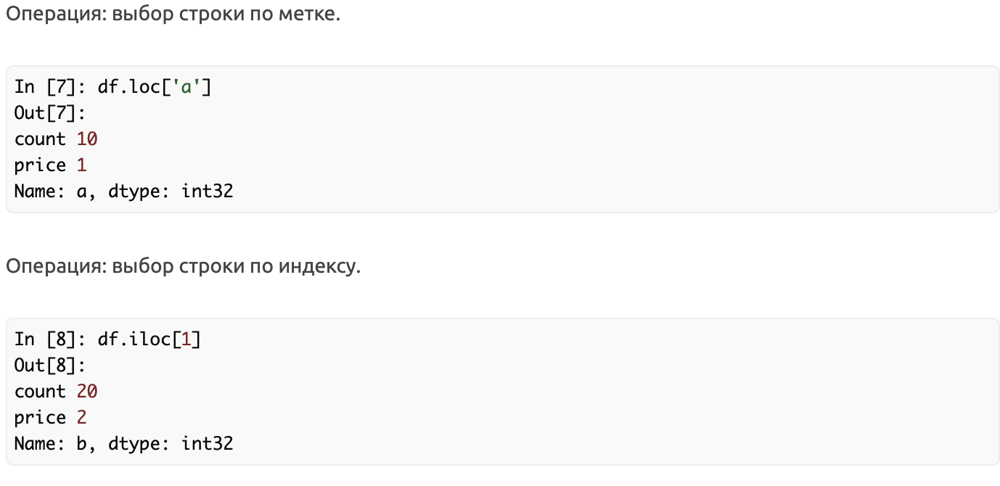 Операция: выбор строки по метке.
In [7]: df.loc['a']
Out[7]:
count 10
price 1
Name: a, dtype: int32
Операция: выбор строки по индексу.
In [8]: df.iloc[1]
Out[8]:
count 20
price 2
Name: b, dtype: int32